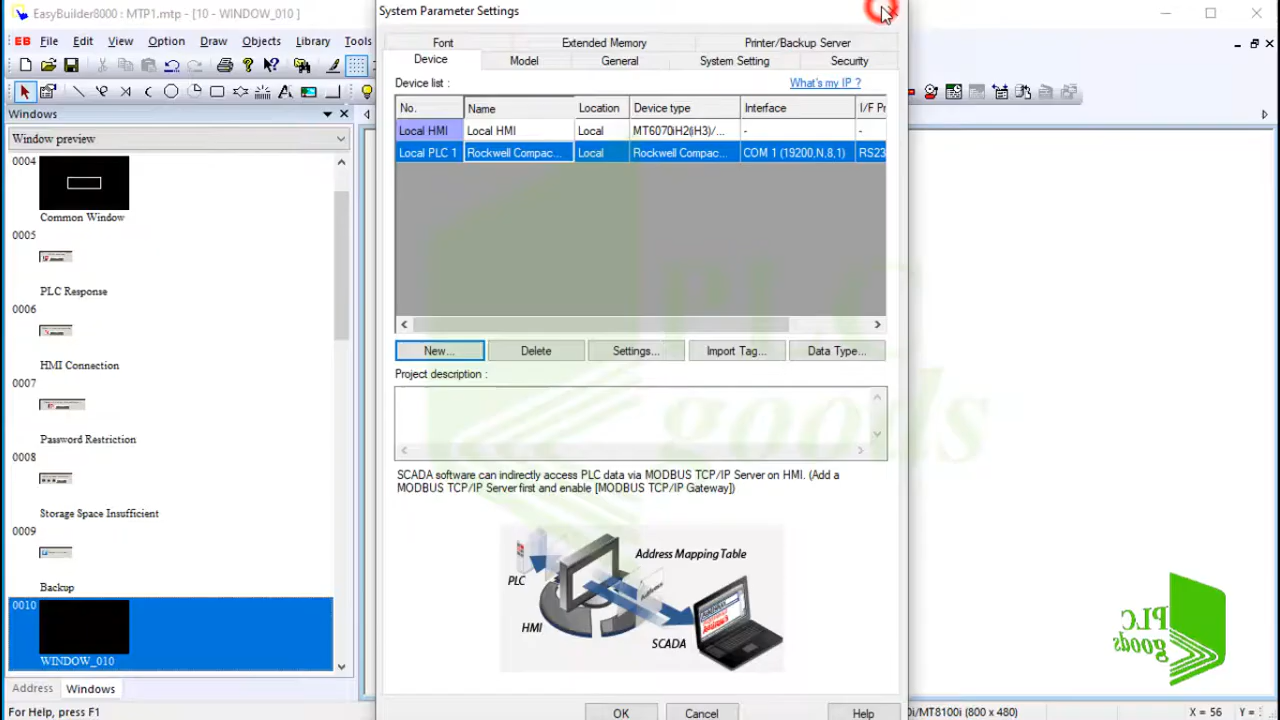 EasyBuilder8000 : MTP1.mtp - [10 - WINDOW_010 ]
EB File Edit View Option Draw Objects Library Tools
Windows
Window preview
0004
Common Window
0005
PLC Response
0006
HMI Connection
0007
Password Restriction
0008
Storage Space Insufficient
0009
Backup
0010
WINDOW_010
Address Windows
For Help, press F1
System Parameter Settings
Font Extended Memory Printer/Backup Server
Device Model General System Setting Security
Device list :
What's my IP ?
No. Name Location Device type Interface I/F Pr
Local HMI Local HMI Local MT6070iH2(iH3)/... - -
Local PLC 1 Rockwell Compac... Local Rockwell Compac... COM 1 (19200,N,8,1) RS23
New... Delete Settings... Import Tag... Data Type...
Project description :
SCADA software can indirectly access PLC data via MODBUS TCP/IP Server on HMI. (Add a
MODBUS TCP/IP Server first and enable [MODBUS TCP/IP Gateway])
Address Mapping Table
PLC
HMI
SCADA
OK Cancel Help
PLC
goods
PLC
goods
0i/MT8100i (800 x 480)
X = 56 Y =